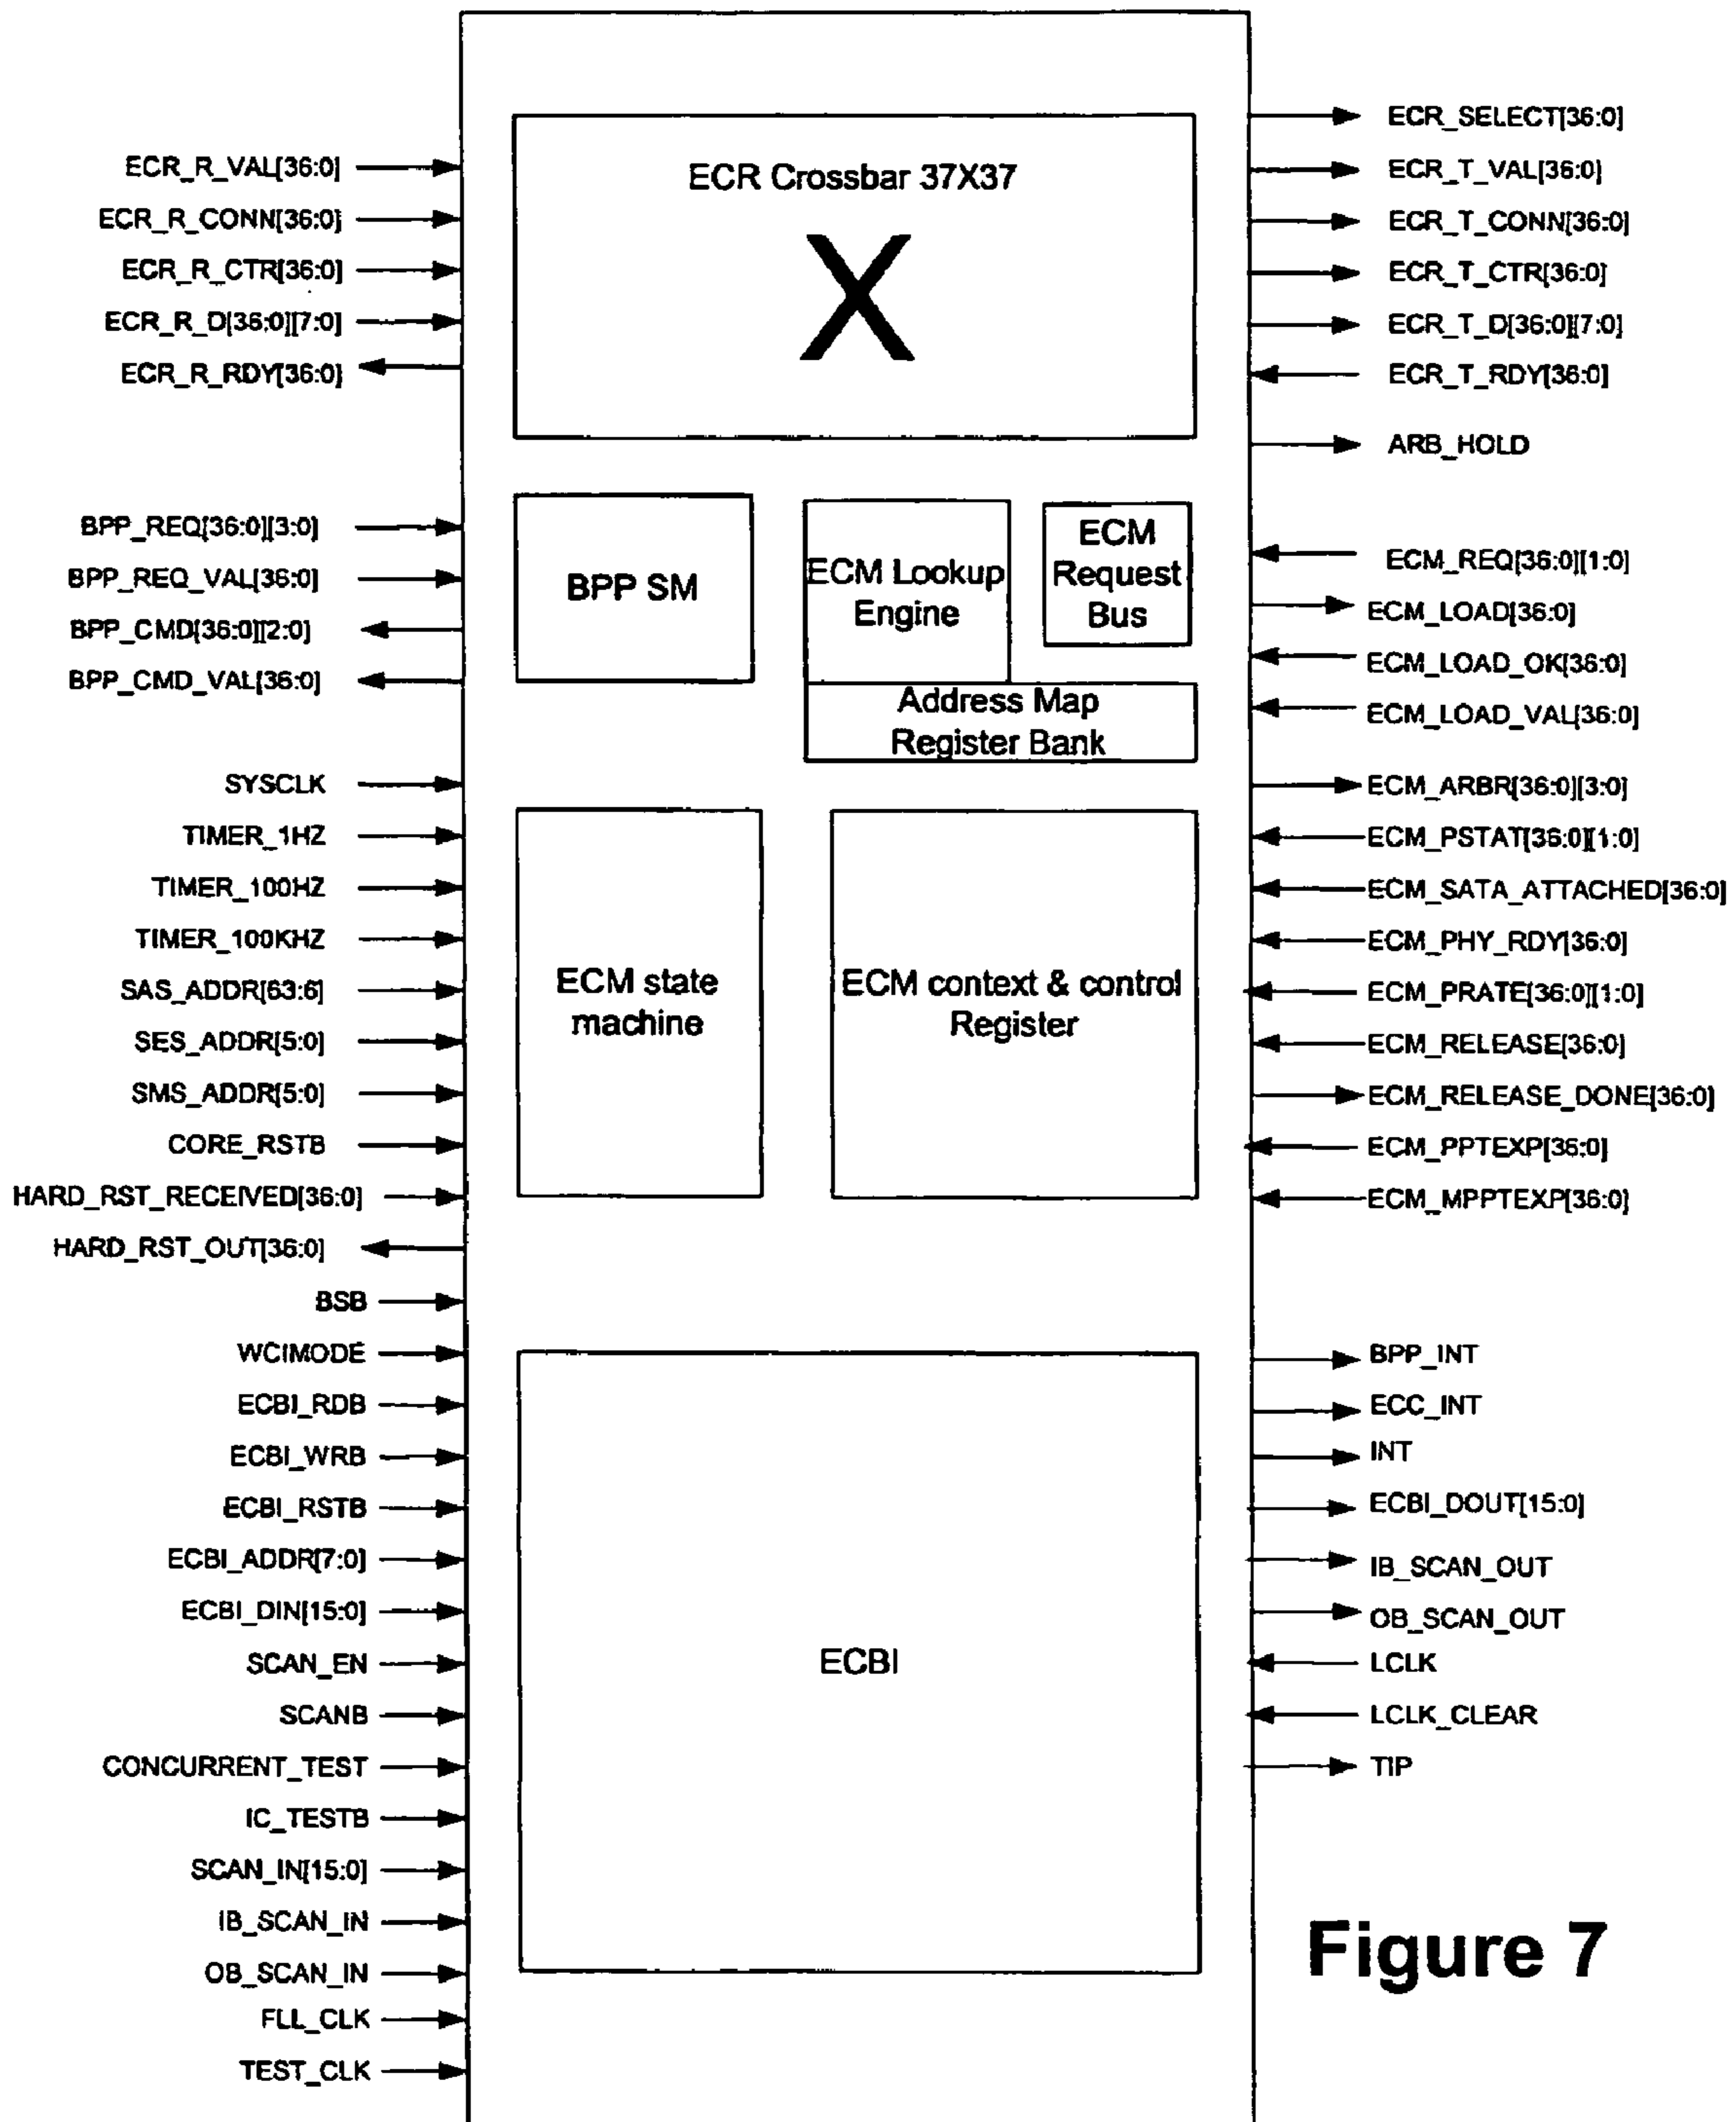 ECR_R_VAL[36:0]
ECR_R_CONN[36:0]
ECR_R_CTR[36:0]
ECR_R_D[36:0][7:0]
ECR_R_RDY[36:0]
BPP_REQ[36:0][3:0]
BPP_REQ_VAL[36:0]
BPP_CMD[36:0][2:0]
BPP_CMD_VAL[36:0]
SYSCLK
TIMER_1HZ
TIMER_100HZ
TIMER_100KHZ
SAS_ADDR[63:6]
SES_ADDR[5:0]
SMS_ADDR[5:0]
CORE_RSTB
HARD_RST_RECEIVED[36:0]
HARD_RST_OUT[36:0]
BSB
WCIMODE
ECBI_RDB
ECBI_WRB
ECBI_RSTB
ECBI_ADDR[7:0]
ECBI_DIN[15:0]
SCAN_EN
SCANB
CONCURRENT_TEST
IC_TESTB
SCAN_IN[15:0]
IB_SCAN_IN
OB_SCAN_IN
FLL_CLK
TEST_CLK
ECR Crossbar 37X37
X
BPP SM
ECM Lookup
Engine
ECM
Request
Bus
Address Map
Register Bank
ECM state
machine
ECM context & control
Register
ECBI
ECR_SELECT[36:0]
ECR_T_VAL[36:0]
ECR_T_CONN[36:0]
ECR_T_CTR[36:0]
ECR_T_D[36:0][7:0]
ECR_T_RDY[36:0]
ARB_HOLD
ECM_REQ[36:0][1:0]
ECM_LOAD[36:0]
ECM_LOAD_OK[36:0]
ECM_LOAD_VAL[36:0]
ECM_ARBR[36:0][3:0]
ECM_PSTAT[36:0][1:0]
ECM_SATA_ATTACHED[36:0]
ECM_PHY_RDY[36:0]
ECM_PRATE[36:0][1:0]
ECM_RELEASE[36:0]
ECM_RELEASE_DONE[36:0]
ECM_PPTEXP[36:0]
ECM_MPPTEXP[36:0]
BPP_INT
ECC_INT
INT
ECBI_DOUT[15:0]
IB_SCAN_OUT
OB_SCAN_OUT
LCLK
LCLK_CLEAR
TIP
Figure 7